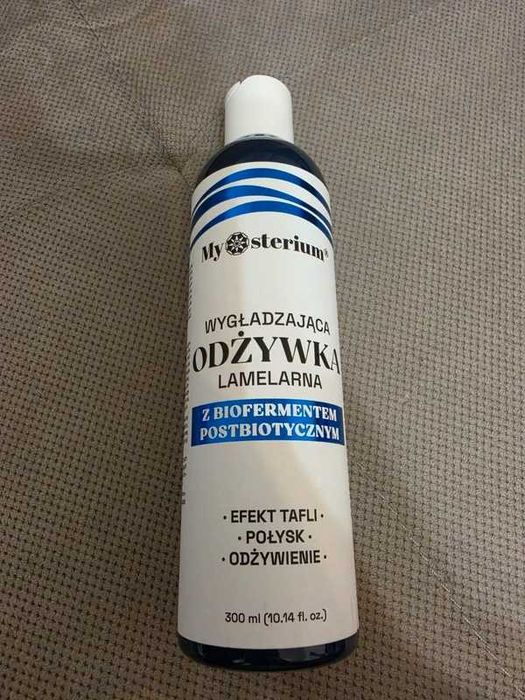 Mysterium®
WYGŁADZAJĄCA
ODŻYWKA
LAMELARNA
Z BIOFERMENTEM
POSTBIOTYCZNYM
• EFEKT TAFLI •
• POŁYSK •
• ODŻYWIENIE •
300 ml (10.14 fl. oz.)